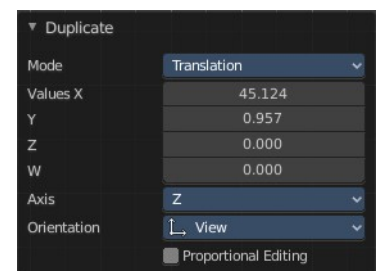 Duplicate
Mode Translation
Values X 45.124
Y 0.957
Z 0.000
W 0.000
Axis Z
Orientation View
Proportional Editing